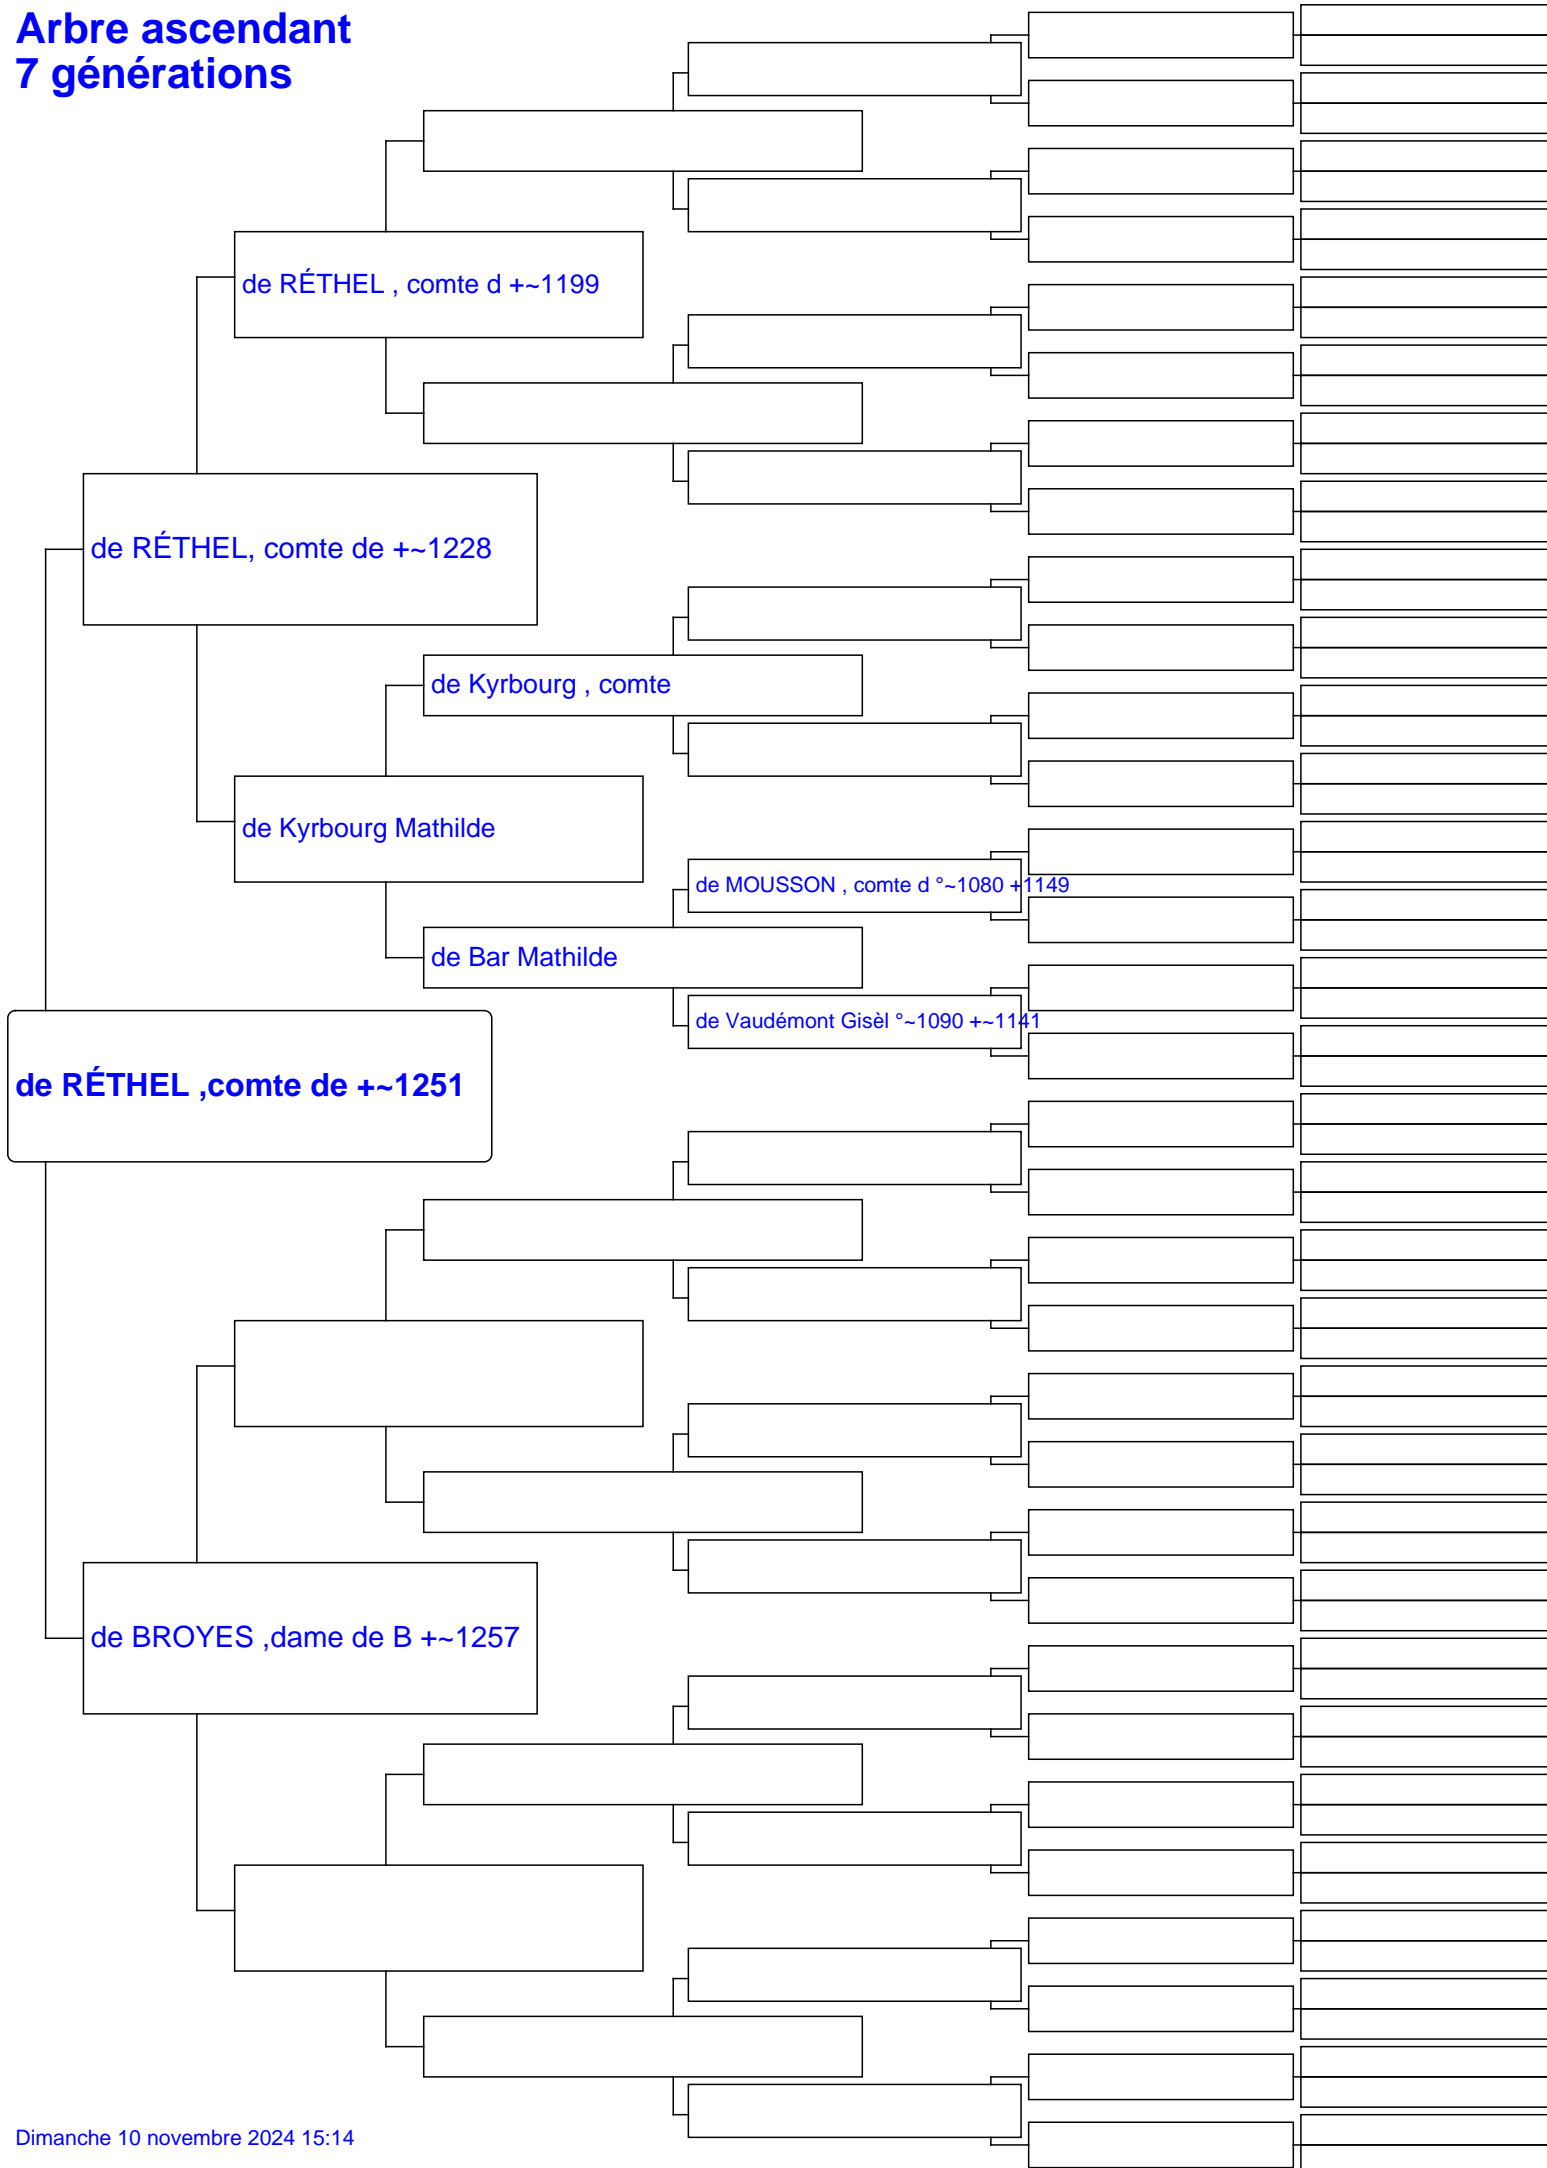 Arbre ascendant
7 générations
de RÉTHEL , comte d +~1199
de RÉTHEL, comte de +~1228
de Kyrbourg , comte
de Kyrbourg Mathilde
de MOUSSON , comte d °~1080 +1149
de Bar Mathilde
de Vaudémont Gisèl °~1090 +~1141
de RÉTHEL ,comte de +~1251
de BROYES ,dame de B +~1257
Dimanche 10 novembre 2024 15:14